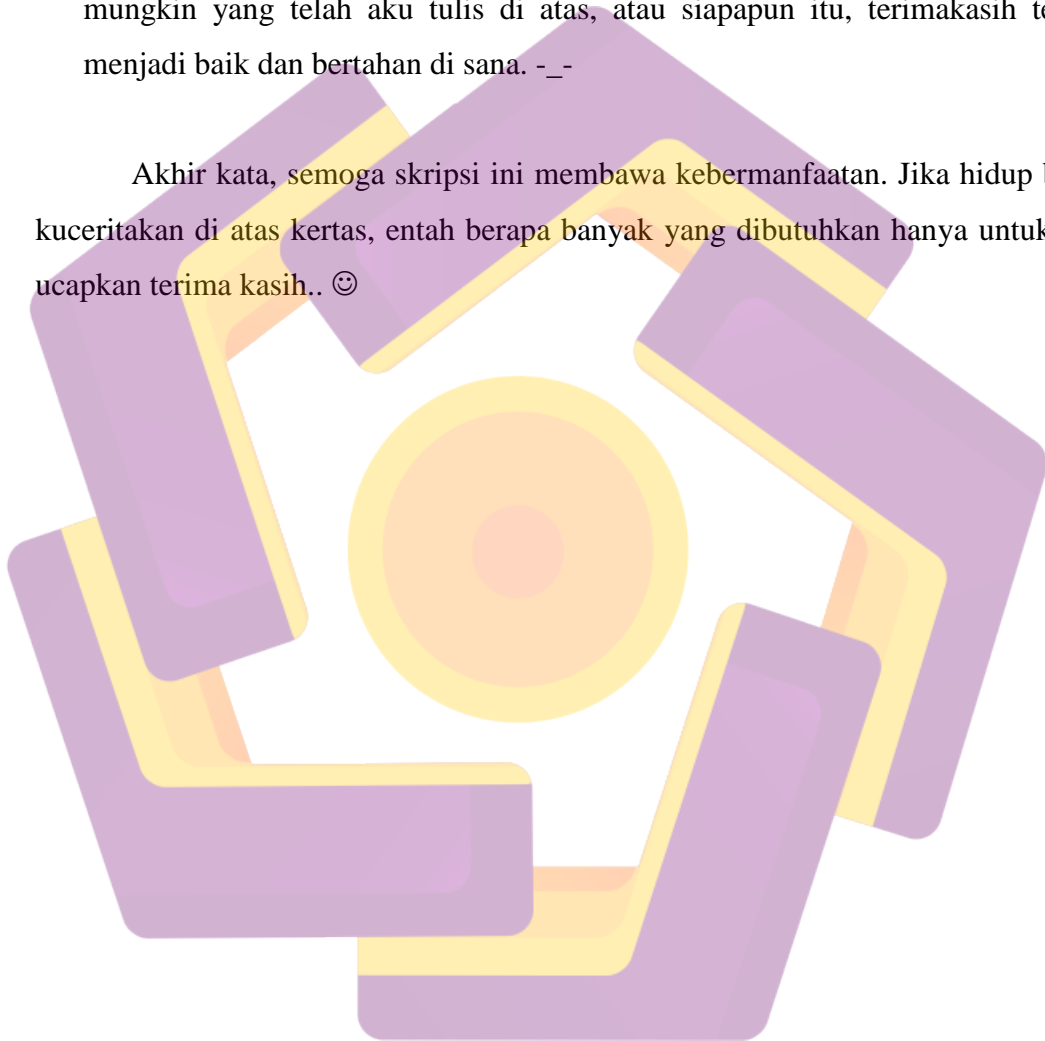 mungkin yang telah aku tulis di atas, atau siapapun itu, terimakasih
menjadi baik dan bertahan di sana. -_-
Akhir kata, semoga skripsi ini membawa kebermanfaatan. Jika hidup
kuceritakan di atas kertas, entah berapa banyak yang dibutuhkan hanya untuk
ucapkan terima kasih.. ☺